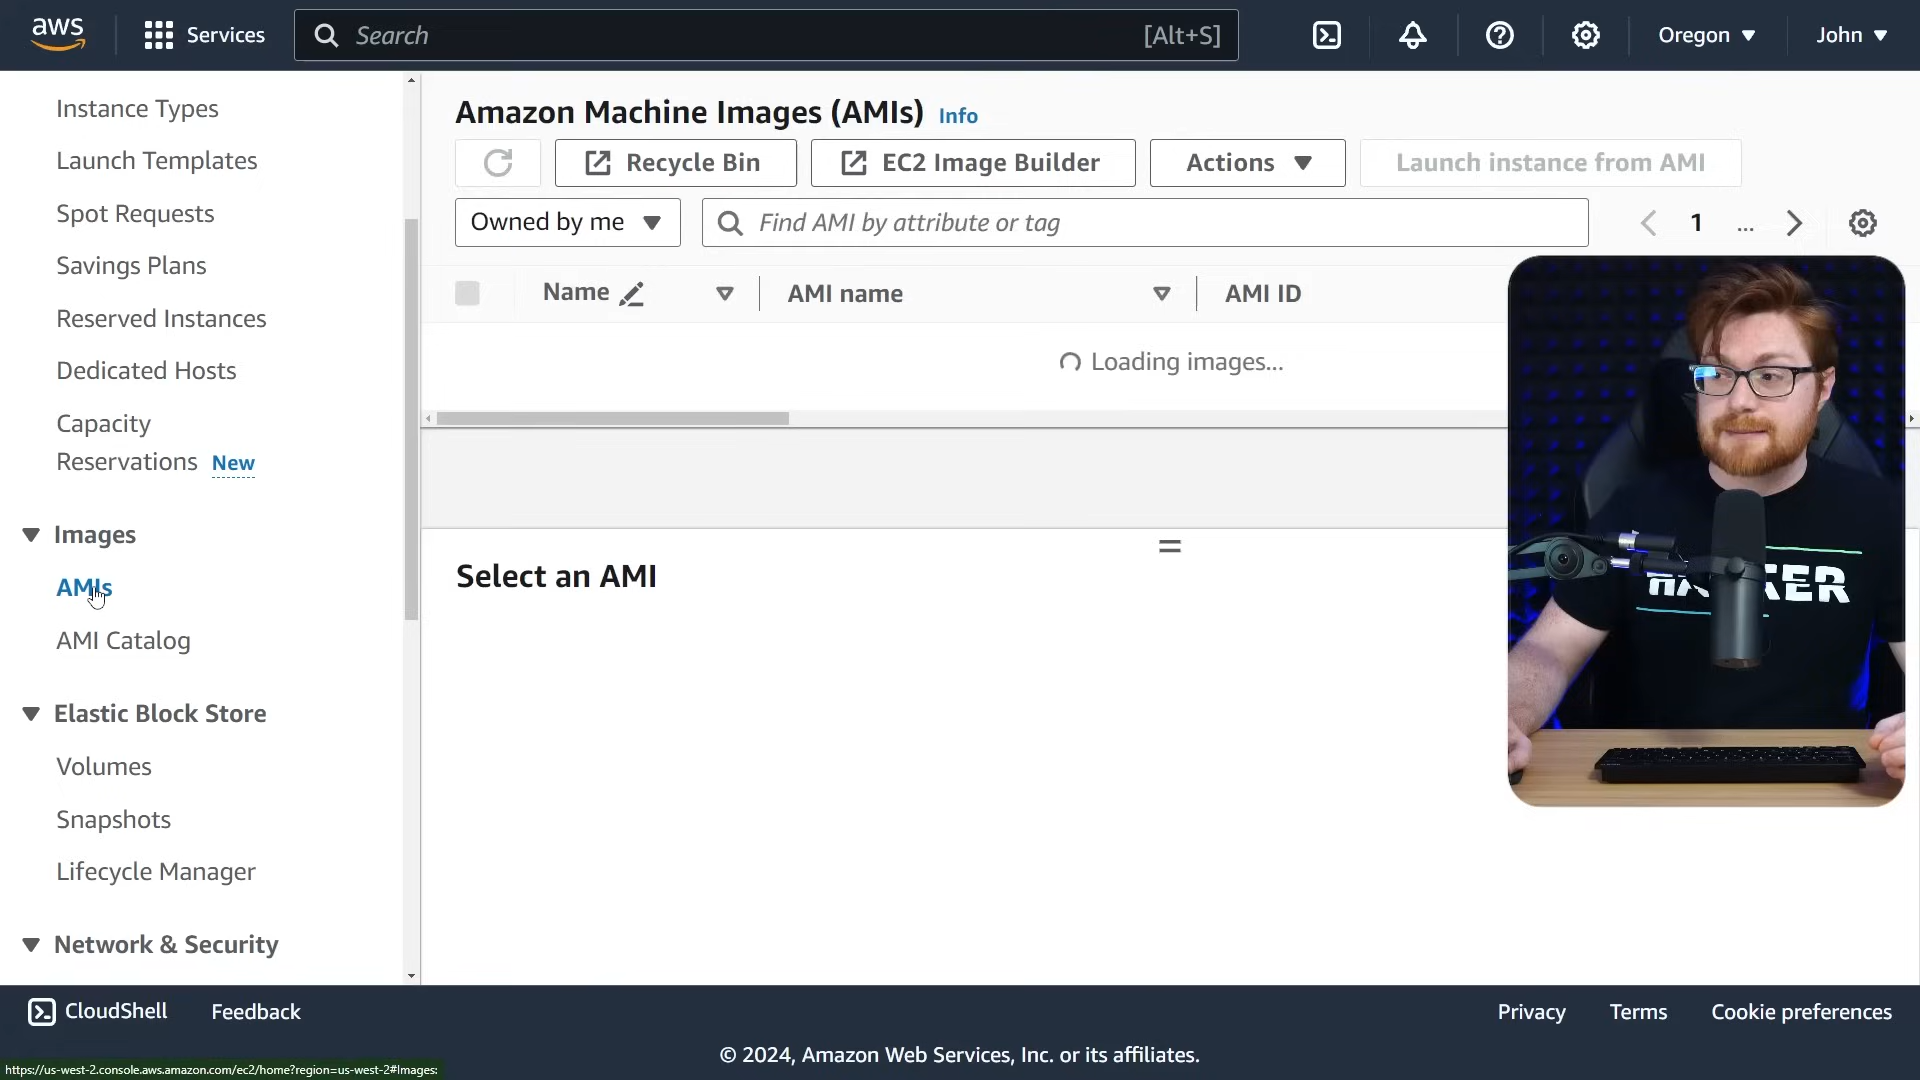 aws
Services
Search
[Alt+S]
Oregon
John
Instance Types
Launch Templates
Spot Requests
Savings Plans
Reserved Instances
Dedicated Hosts
Capacity
Reservations New
Images
AMIs
AMI Catalog
Elastic Block Store
Volumes
Snapshots
Lifecycle Manager
Network & Security
Amazon Machine Images (AMIs) Info
Recycle Bin
EC2 Image Builder
Actions
Launch instance from AMI
Owned by me
Find AMI by attribute or tag
1 ...
Name
AMI name
AMI ID
Loading images...
Select an AMI
CloudShell
Feedback
Privacy
Terms
Cookie preferences
© 2024, Amazon Web Services, Inc. or its affiliates.
https://us-west-2.console.aws.amazon.com/ec2/home?region=us-west-2#Images: